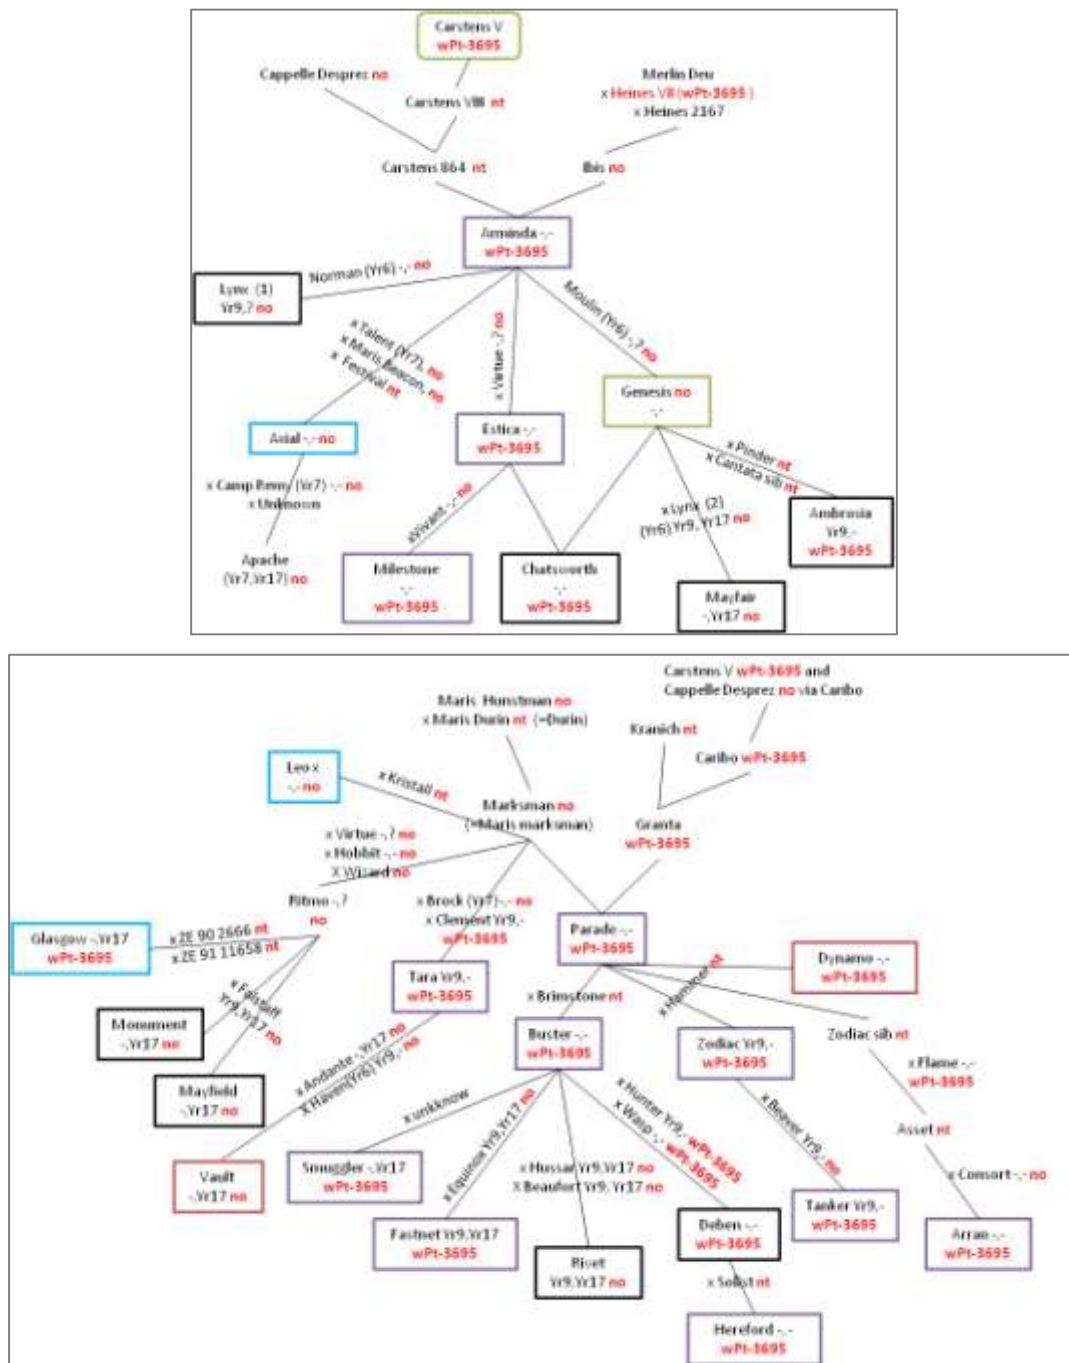 Carstens V
wPt-3695
Cappelle Desprez no
Carstens VIII nt
Merlin Deu
x Heines VII (wPt-3695 )
x Heines 2167
Carstens 864 nt
Ibis no
Arminda -,-
wPt-3695
Norman (Yr6) -,- no
Lynx (1)
Yr9,? no
x Talent (Yr7), no
x Maris Beacon, no
x Festival nt
x Virtue -,? no
Moulin (Yr6) -,? no
Genesis no
-,-
Axial -,- no
Estica -,-
wPt-3695
x Pinder nt
x Cantata sib nt
x Camp Remy (Yr7) -,- no
x Unknown
xVivant -,- no
x Lynx (2)
(Yr6) Yr9, Yr17 no
Ambrosia
Yr9,-
wPt-3695
Apache
(Yr7,Yr17) no
Milestone
-,-
wPt-3695
Chatsworth
-,-
wPt-3695
Mayfair
-,Yr17 no
Carstens V wPt-3695 and
Cappelle Desprez no via Caribo
Maris Hunstman no
x Maris Durin nt (=Durin)
Kranich nt
Caribo wPt-3695
Leo x
-,- no
x Kristall nt
Marksman no
(=Maris marksman)
Granta
wPt-3695
x Virtue -,? no
x Hobbit -,- no
X Wizard no
Ritmo -,?
no
x Brock (Yr7)-,- no
x Clement Yr9,-
wPt-3695
Parade -,-
wPt-3695
Glasgow -,Yr17
wPt-3695
x ZE 90 2666 nt
x ZE 91 11658 nt
Tara Yr9,-
wPt-3695
Dynamo -,-
wPt-3695
x Hammer nt
x Brimstone nt
x Falstaff
Yr9,Yr17 no
Monument
-,Yr17 no
Buster -,-
wPt-3695
Zodiac Yr9,-
wPt-3695
Zodiac sib nt
x Flame -,-
wPt-3695
Mayfield
-,Yr17 no
x Andante -,Yr17 no
X Haven(Yr6) Yr9,- no
x unkknow
x Equinox Yr9,Yr17 no
x Hunter Yr9,- wPt-3695
x Wasp -,- wPt-3695
x Beaver Yr9,- no
Asset nt
Vault
-,Yr17 no
Smuggler -,Yr17
wPt-3695
x Hussar Yr9,Yr17 no
X Beaufort Yr9, Yr17 no
x Consort -,- no
Fastnet Yr9,Yr17
wPt-3695
Rivet
Yr9,Yr17 no
Deben -,-
wPt-3695
Tanker Yr9,-
wPt-3695
Arran -,-
wPt-3695
x Solist nt
Hereford -,-
wPt-3695